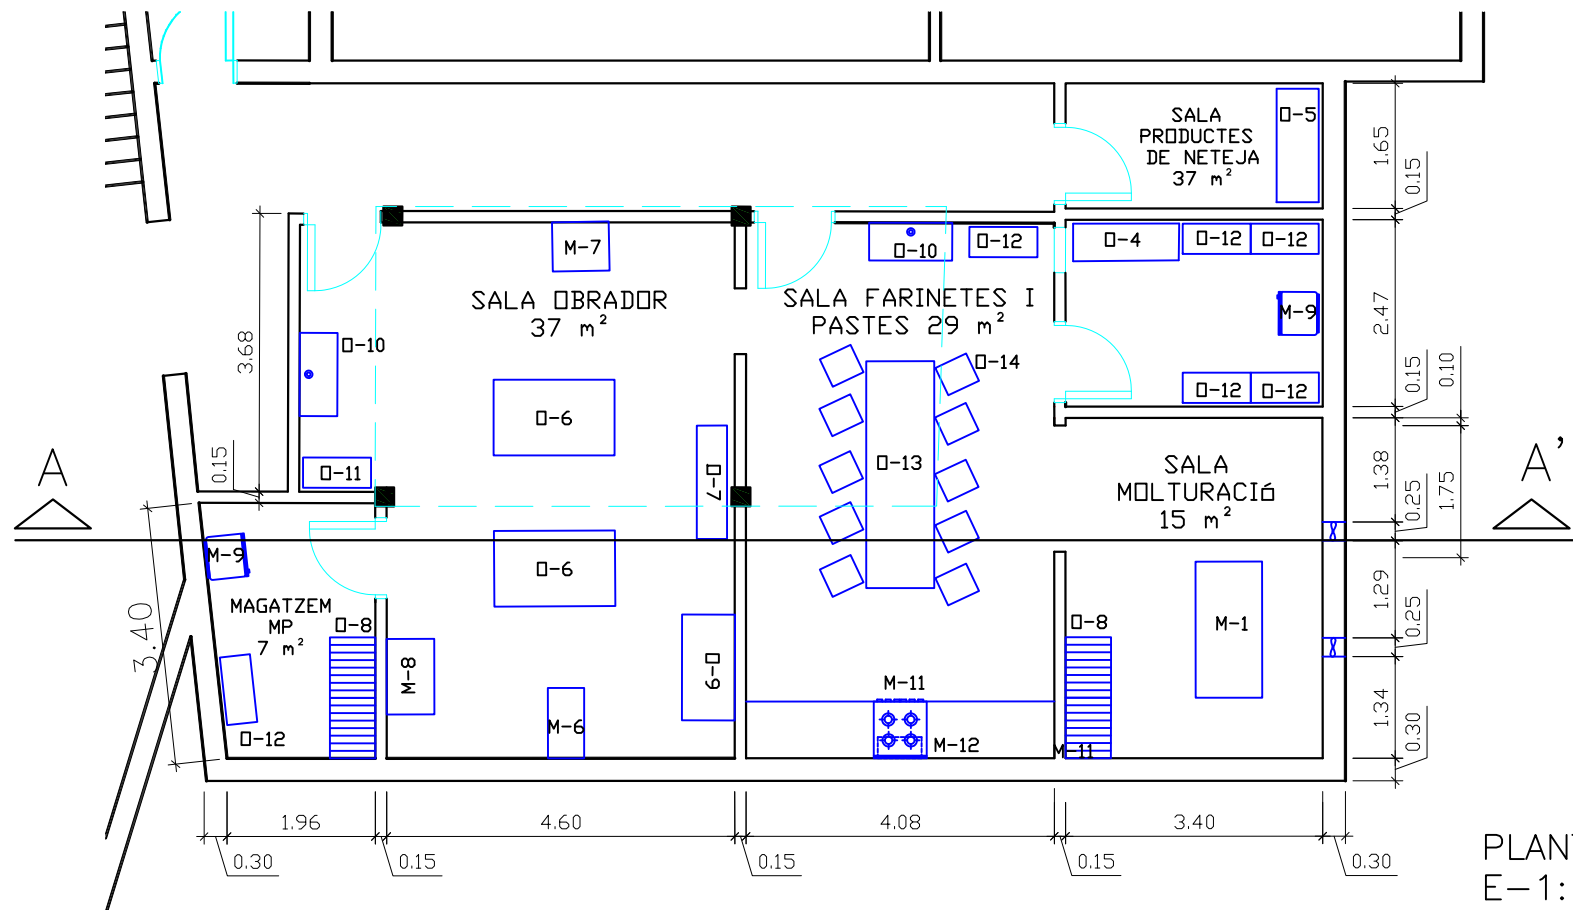 SALA
PRODUCTES
DE NETEJA
37 m²
O-5
1.65
0.15
M-7
O-10
O-12
O-4
O-12
O-12
SALA OBRADOR
37 m²
SALA FARINETES I
PASTES 29 m²
M-9
2.47
3.68
O-10
O-14
O-12
O-12
0.15
0.10
O-6
A
0.15
O-11
O-7
O-13
SALA
MOLTURACIó
15 m²
1.38
0.25
1.75
A'
M-9
O-6
MAGATZEM
MP
7 m²
O-8
3.40
M-8
O-9
O-8
M-1
1.29
0.25
M-11
M-6
O-12
M-12
M-11
1.34
0.30
1.96
4.60
4.08
3.40
0.30
0.15
0.15
0.15
0.30
PLANT
E-1: